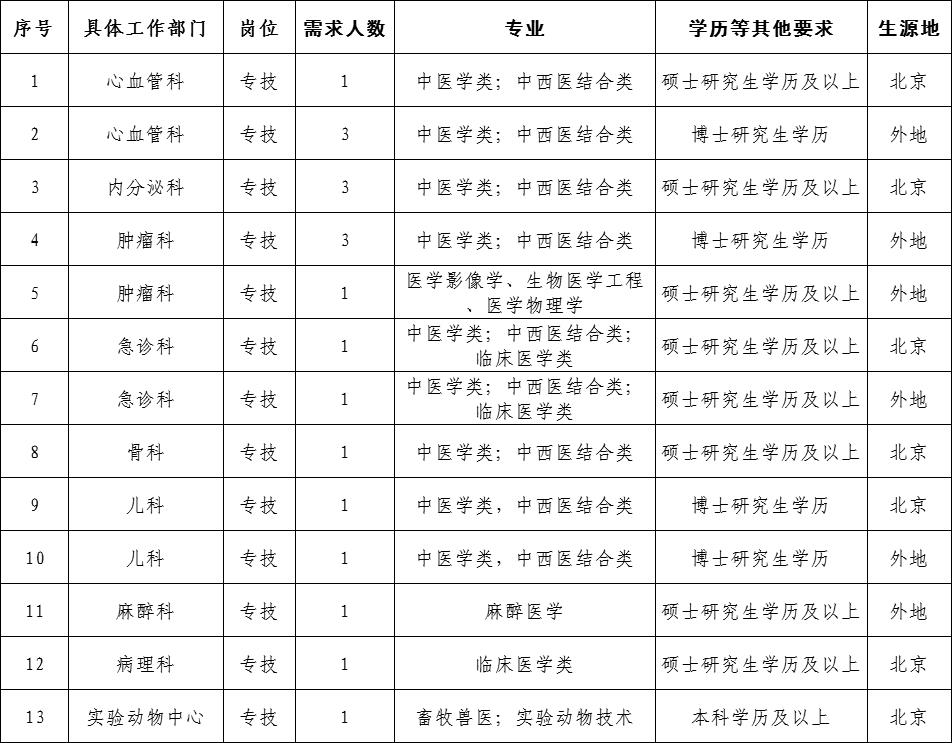 序号 具体工作部门 岗位 需求人数 专业 学历等其他要求 生源地
1 心血管科 专技 1 中医学类；中西医结合类 硕士研究生学历及以上 北京
2 心血管科 专技 3 中医学类；中西医结合类 博士研究生学历 外地
3 内分泌科 专技 3 中医学类；中西医结合类 硕士研究生学历及以上 北京
4 肿瘤科 专技 3 中医学类；中西医结合类 博士研究生学历 外地
5 肿瘤科 专技 1 医学影像学、生物医学工程
、医学物理学 硕士研究生学历及以上 外地
6 急诊科 专技 1 中医学类；中西医结合类；
临床医学类 硕士研究生学历及以上 北京
7 急诊科 专技 1 中医学类；中西医结合类；
临床医学类 硕士研究生学历及以上 外地
8 骨科 专技 1 中医学类；中西医结合类 硕士研究生学历及以上 北京
9 儿科 专技 1 中医学类，中西医结合类 博士研究生学历 北京
10 儿科 专技 1 中医学类，中西医结合类 博士研究生学历 外地
11 麻醉科 专技 1 麻醉医学 硕士研究生学历及以上 外地
12 病理科 专技 1 临床医学类 硕士研究生学历及以上 北京
13 实验动物中心 专技 1 畜牧兽医；实验动物技术 本科学历及以上 北京